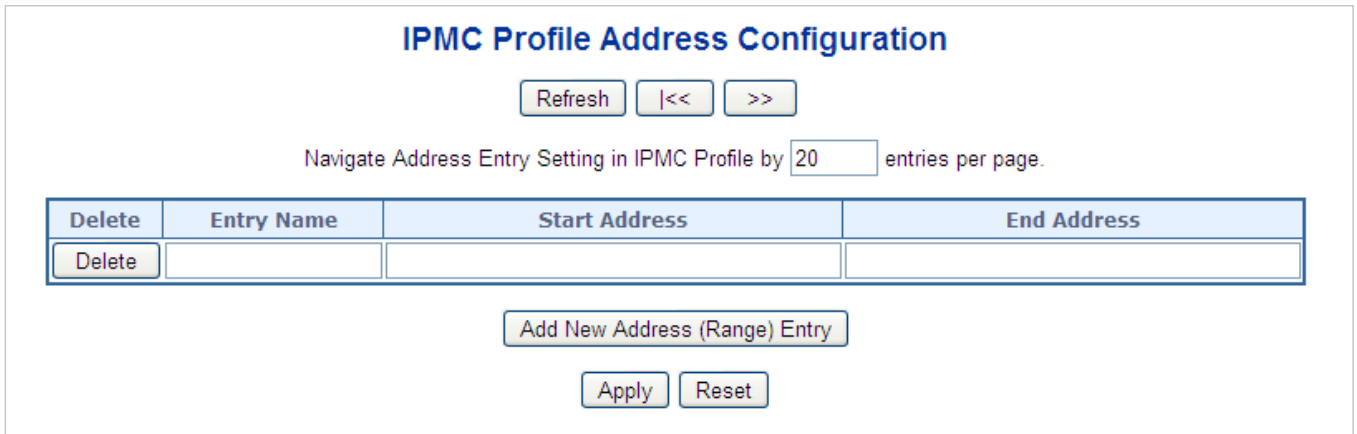 IPMC Profile Address Configuration
Refresh |<< >>
Navigate Address Entry Setting in IPMC Profile by 20 entries per page.
Delete Entry Name Start Address End Address
Delete
Add New Address (Range) Entry
Apply Reset